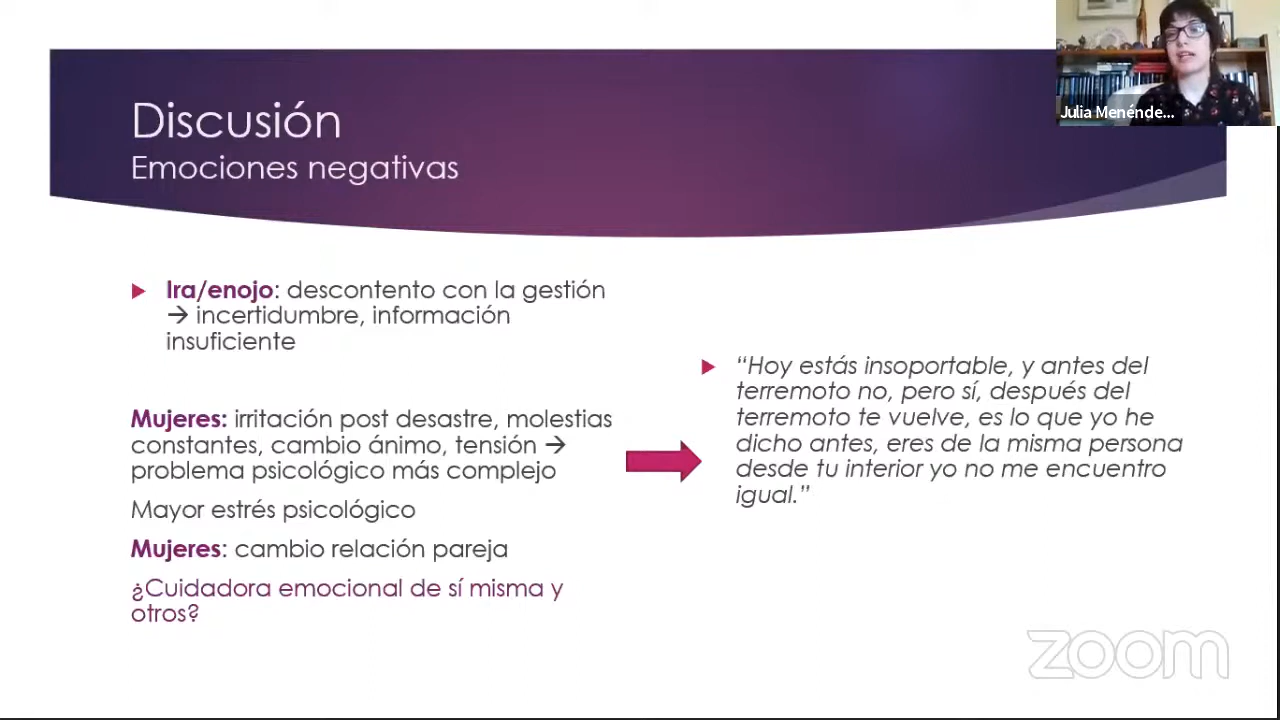 Discusión
Emociones negativas
Julia Menénde...
Ira/enojo: descontento con la gestión
→ incertidumbre, información
insuficiente
Mujeres: irritación post desastre, molestias
constantes, cambio ánimo, tensión →
problema psicológico más complejo
Mayor estrés psicológico
Mujeres: cambio relación pareja
¿Cuidadora emocional de sí misma y
otros?
“Hoy estás insoportable, y antes del
terremoto no, pero sí, después del
terremoto te vuelve, es lo que yo he
dicho antes, eres de la misma persona
desde tu interior yo no me encuentro
igual.”
zoom